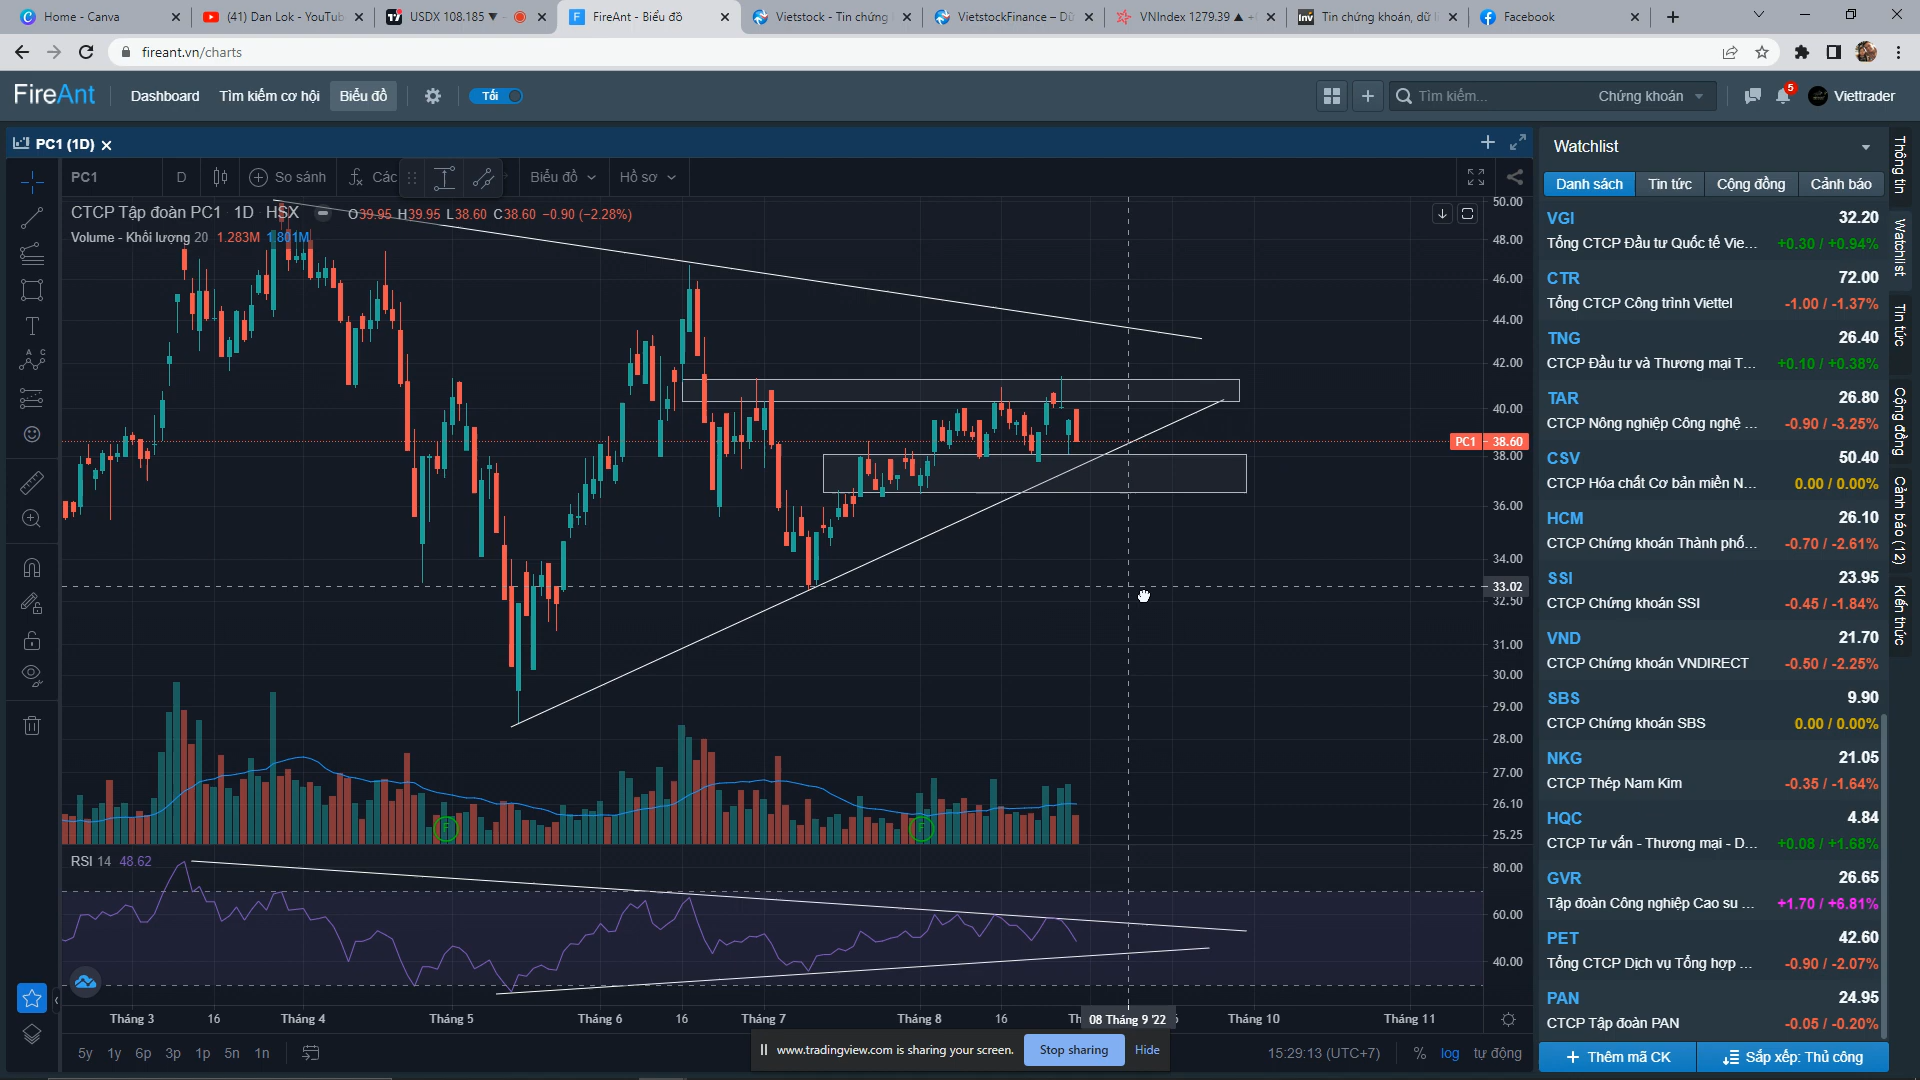 Home - Canva
(41) Dan Lok - YouTub
USDX 108.185 ▼
FireAnt - Biểu đồ
Vietstock - Tin chứng
VietstockFinance – Dữ
VNIndex 1279.39 ▲ +
Tin chứng khoán, dữ l
Facebook
fireant.vn/charts
FireAnt
Dashboard
Tìm kiếm cơ hội
Biểu đồ
Tối
Tìm kiếm...
Chứng khoán
5
Viettrader
PC1 (1D)
PC1
D
So sánh
Các
Biểu đồ
Hồ sơ
CTCP Tập đoàn PC1 1D HSX
O39.95 H39.95 L38.60 C38.60 −0.90 (−2.28%)
Volume - Khối lượng 20 1.283M 1.801M
50.00
48.00
46.00
44.00
42.00
40.00
PC1 38.60
38.00
36.00
34.00
33.02
32.50
31.00
30.00
29.00
28.00
27.00
26.10
25.25
F
F
RSI 14 48.62
80.00
60.00
40.00
Tháng 3
16
Tháng 4
Tháng 5
Tháng 6
16
Tháng 7
Tháng 8
16
08 Tháng 9 '22
Tháng 10
Tháng 11
5y 1y 6p 3p 1p 5n 1n
www.tradingview.com is sharing your screen.
Stop sharing
Hide
15:29:13 (UTC+7)
%
log
tự động
Watchlist
Danh sách
Tin tức
Cộng đồng
Cảnh báo
VGI 32.20
Tổng CTCP Đầu tư Quốc tế Vie... +0.30 / +0.94%
CTR 72.00
Tổng CTCP Công trình Viettel -1.00 / -1.37%
TNG 26.40
CTCP Đầu tư và Thương mại T... +0.10 / +0.38%
TAR 26.80
CTCP Nông nghiệp Công nghệ ... -0.90 / -3.25%
CSV 50.40
CTCP Hóa chất Cơ bản miền N... 0.00 / 0.00%
HCM 26.10
CTCP Chứng khoán Thành phố... -0.70 / -2.61%
SSI 23.95
CTCP Chứng khoán SSI -0.45 / -1.84%
VND 21.70
CTCP Chứng khoán VNDIRECT -0.50 / -2.25%
SBS 9.90
CTCP Chứng khoán SBS 0.00 / 0.00%
NKG 21.05
CTCP Thép Nam Kim -0.35 / -1.64%
HQC 4.84
CTCP Tư vấn - Thương mại - D... +0.08 / +1.68%
GVR 26.65
Tập đoàn Công nghiệp Cao su ... +1.70 / +6.81%
PET 42.60
Tổng CTCP Dịch vụ Tổng hợp ... -0.90 / -2.07%
PAN 24.95
CTCP Tập đoàn PAN -0.05 / -0.20%
Thêm mã CK
Sắp xếp: Thủ công
Thông tin
Watchlist
Tin tức
Cộng đồng
Cảnh báo (12)
Kiến thức